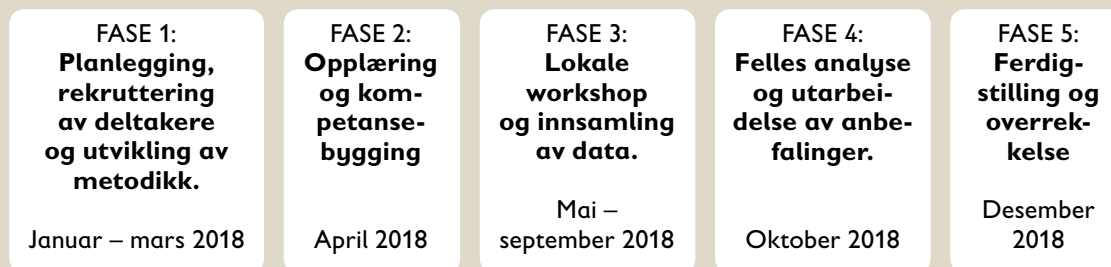 FASE 1:
Planlegging,
rekruttering
av deltakere
og utvikling av
metodikk.
Januar – mars 2018
FASE 2:
Opplæring
og kom-
petanse-
bygging
April 2018
FASE 3:
Lokale
workshop
og innsamling
av data.
Mai –
september 2018
FASE 4:
Felles analyse
og utarbei-
delse av anbe-
falinger.
Oktober 2018
FASE 5:
Ferdig-
stilling og
overrek-
kelse
Desember
2018